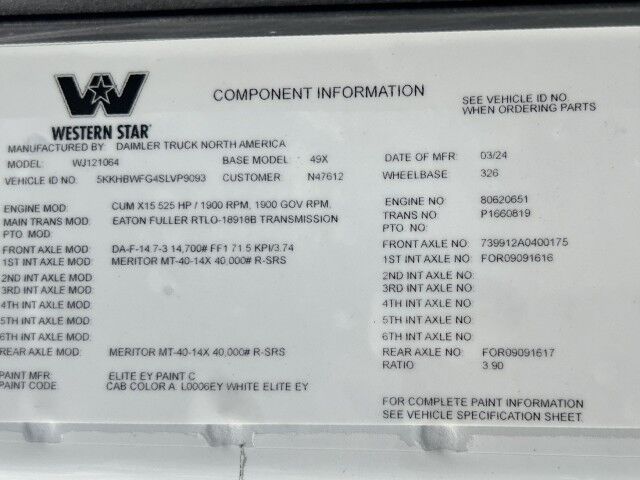 WESTERN STAR
COMPONENT INFORMATION
SEE VEHICLE ID NO.
WHEN ORDERING PARTS
MANUFACTURED BY: DAIMLER TRUCK NORTH AMERICA
MODEL: WJ121064 BASE MODEL: 49X DATE OF MFR: 03/24
VEHICLE ID NO: 5KKHBWFG4SLVP9093 CUSTOMER: N47612 WHEELBASE: 326
ENGINE MOD: CUM X15 525 HP / 1900 RPM, 1900 GOV RPM, ENGINE NO: 80620651
MAIN TRANS MOD: EATON FULLER RTLO-18918B TRANSMISSION TRANS NO: P1660819
PTO MOD: PTO NO:
FRONT AXLE MOD: DA-F-14.7-3 14,700# FF1 71.5 KPI/3.74 FRONT AXLE NO: 739912A0400175
1ST INT AXLE MOD: MERITOR MT-40-14X 40,000# R-SRS 1ST INT AXLE NO: FOR09091616
2ND INT AXLE MOD: 2ND INT AXLE NO:
3RD INT AXLE MOD: 3RD INT AXLE NO:
4TH INT AXLE MOD: 4TH INT AXLE NO:
5TH INT AXLE MOD: 5TH INT AXLE NO:
6TH INT AXLE MOD: 6TH INT AXLE NO:
REAR AXLE MOD: MERITOR MT-40-14X 40,000# R-SRS REAR AXLE NO: FOR09091617
RATIO: 3.90
PAINT MFR: ELITE EY PAINT C
PAINT CODE: CAB COLOR A: L0006EY WHITE ELITE EY
FOR COMPLETE PAINT INFORMATION
SEE VEHICLE SPECIFICATION SHEET.